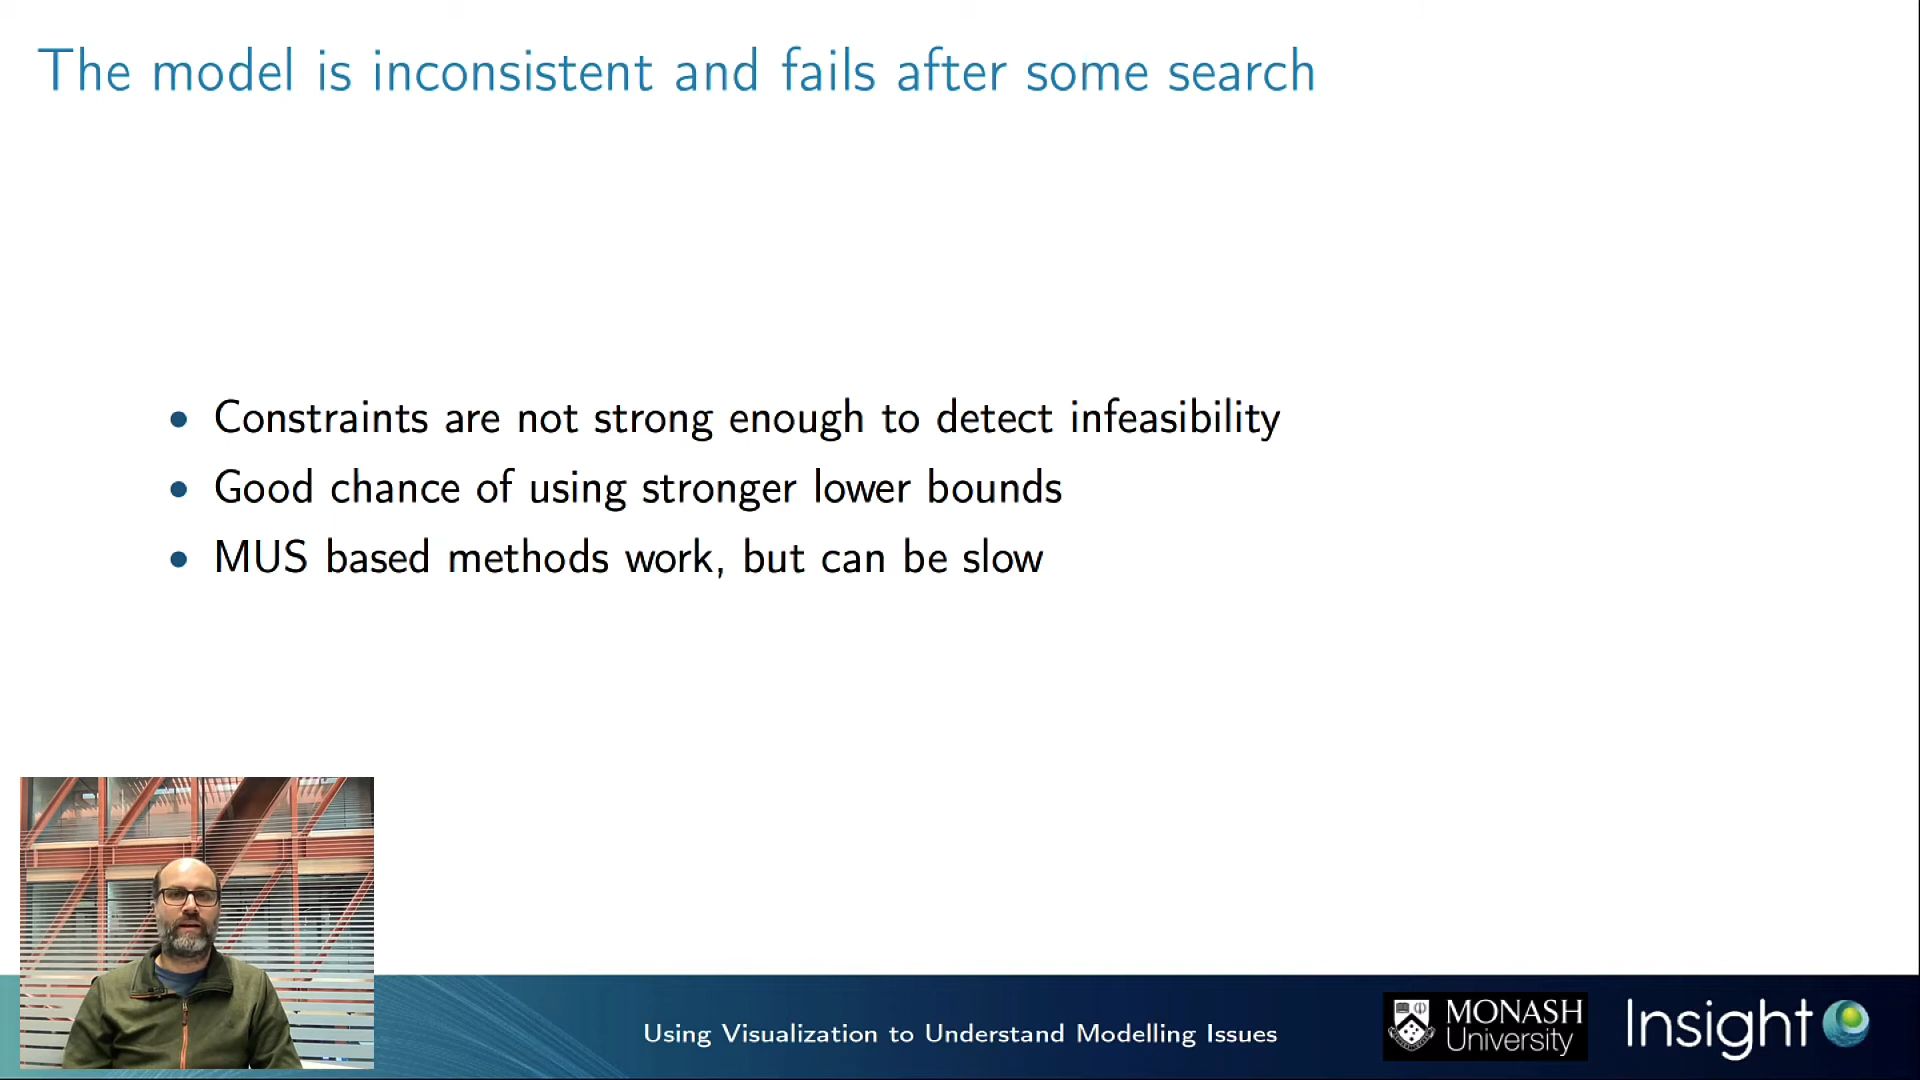 The model is inconsistent and fails after some search
• Constraints are not strong enough to detect infeasibility
• Good chance of using stronger lower bounds
• MUS based methods work, but can be slow
Using Visualization to Understand Modelling Issues
MONASH
University
Insight